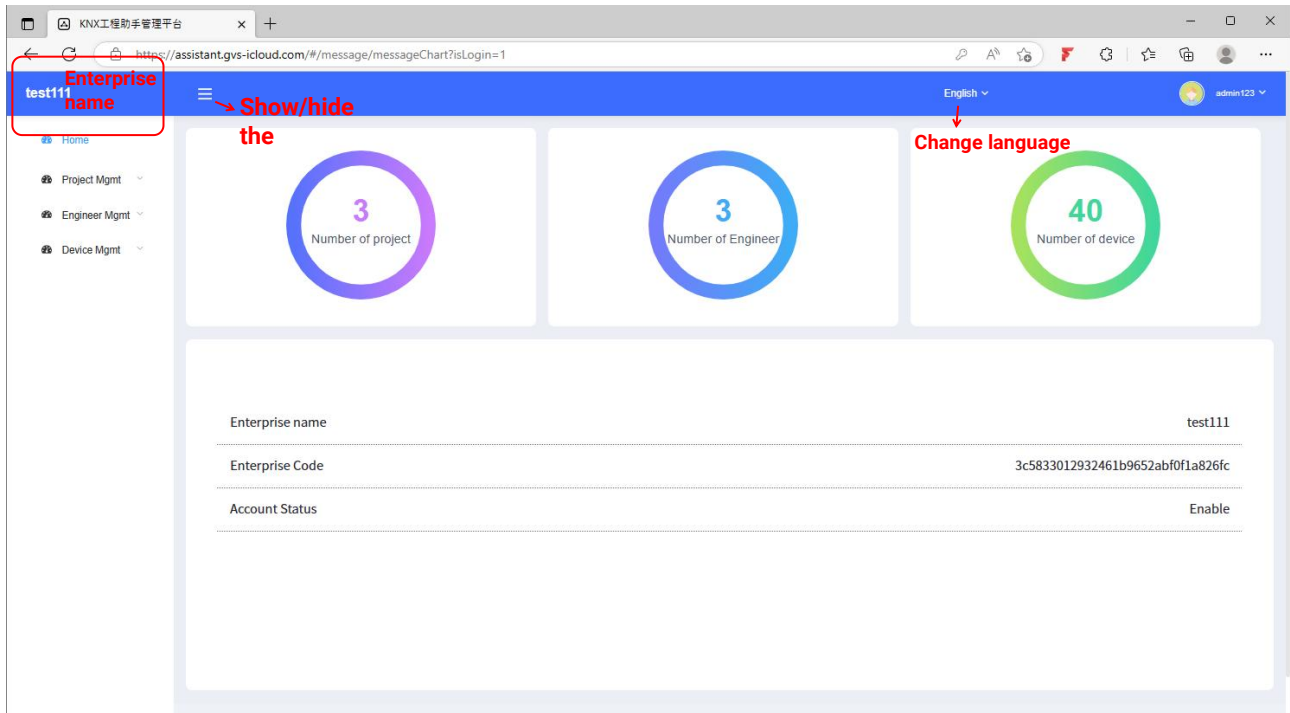 KNX工程助手管理平台
https://assistant.gvs-icloud.com/#/message/messageChart?isLogin=1
Enterprise
name
test111
Show/hide
the
English
admin123
Change language
Home
Project Mgmt
Engineer Mgmt
Device Mgmt
3
Number of project
3
Number of Engineer
40
Number of device
Enterprise name test111
Enterprise Code 3c5833012932461b9652abf0f1a826fc
Account Status Enable